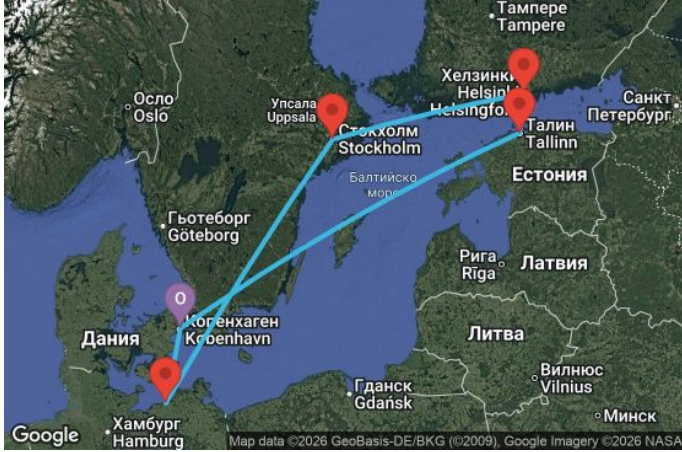 Тампере
Tampere
Осло
Oslo
Упсала
Uppsala
Хелзинки
Helsinki
Helsingfo
Санкт
Петербург
Стокхолм
Stockholm
Талин
Tallinn
Балтийско
море
Естония
Гьотеборг
Göteborg
Рига
Rīga
Латвия
O
Копенхаген
København
Дания
Литва
Вилнюс
Vilnius
Гданск
Gdańsk
Минск
Хамбург
Hamburg
Google
Map data ©2026 GeoBasis-DE/BKG (©2009), Google Imagery ©2026 NASA